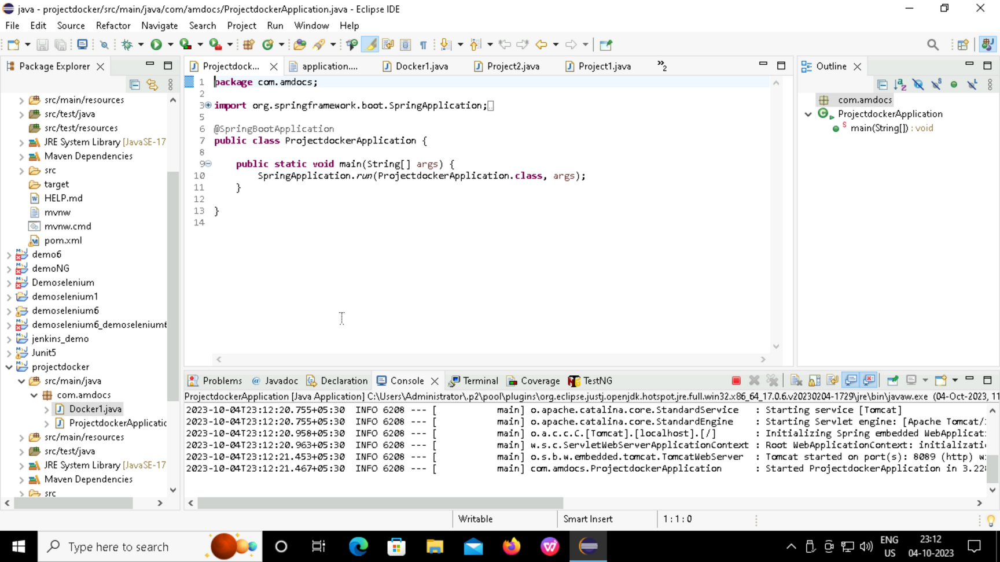 java - projectdocker/src/main/java/com/amdocs/ProjectdockerApplication.java - Eclipse IDE
File Edit Source Refactor Navigate Search Project Run Window Help
Package Explorer
src/main/resources
src/test/java
src/test/resources
JRE System Library [JavaSE-17
Maven Dependencies
src
target
HELP.md
mvnw
mvnw.cmd
pom.xml
demo6
demoNG
Demoselenium
demoselenium1
demoselenium6
demoselenium6_demoselenium6
jenkins_demo
Junit5
projectdocker
src/main/java
com.amdocs
Docker1.java
ProjectdockerApplicatio
src/main/resources
src/test/java
JRE System Library [JavaSE-17
Maven Dependencies
src
Projectdock... application.... Docker1.java Project2.java Project1.java »2
1 package com.amdocs;
2
3 import org.springframework.boot.SpringApplication;
5
6 @SpringBootApplication
7 public class ProjectdockerApplication {
8
9 public static void main(String[] args) {
10 SpringApplication.run(ProjectdockerApplication.class, args);
11 }
12
13 }
14
Outline
com.amdocs
ProjectdockerApplication
main(String[]) : void
Problems Javadoc Declaration Console Terminal Coverage TestNG
ProjectdockerApplication [Java Application] C:\Users\Administrator\.p2\pool\plugins\org.eclipse.justj.openjdk.hotspot.jre.full.win32.x86_64_17.0.6.v20230204-1729\jre\bin\javaw.exe (04-Oct-2023, 11
2023-10-04T23:12:20.755+05:30 INFO 6208 --- [ main] o.apache.catalina.core.StandardService : Starting service [Tomcat]
2023-10-04T23:12:20.755+05:30 INFO 6208 --- [ main] o.apache.catalina.core.StandardEngine : Starting Servlet engine: [Apache Tomcat/
2023-10-04T23:12:20.958+05:30 INFO 6208 --- [ main] o.a.c.c.C.[Tomcat].[localhost].[/] : Initializing Spring embedded WebApplicat
2023-10-04T23:12:20.963+05:30 INFO 6208 --- [ main] w.s.c.ServletWebServerApplicationContext : Root WebApplicationContext: initializati
2023-10-04T23:12:21.453+05:30 INFO 6208 --- [ main] o.s.b.w.embedded.tomcat.TomcatWebServer : Tomcat started on port(s): 8089 (http) w
2023-10-04T23:12:21.467+05:30 INFO 6208 --- [ main] com.amdocs.ProjectdockerApplication : Started ProjectdockerApplication in 3.22
Writable Smart Insert 1 : 1 : 0
Type here to search
ENG
US
23:12
04-10-2023